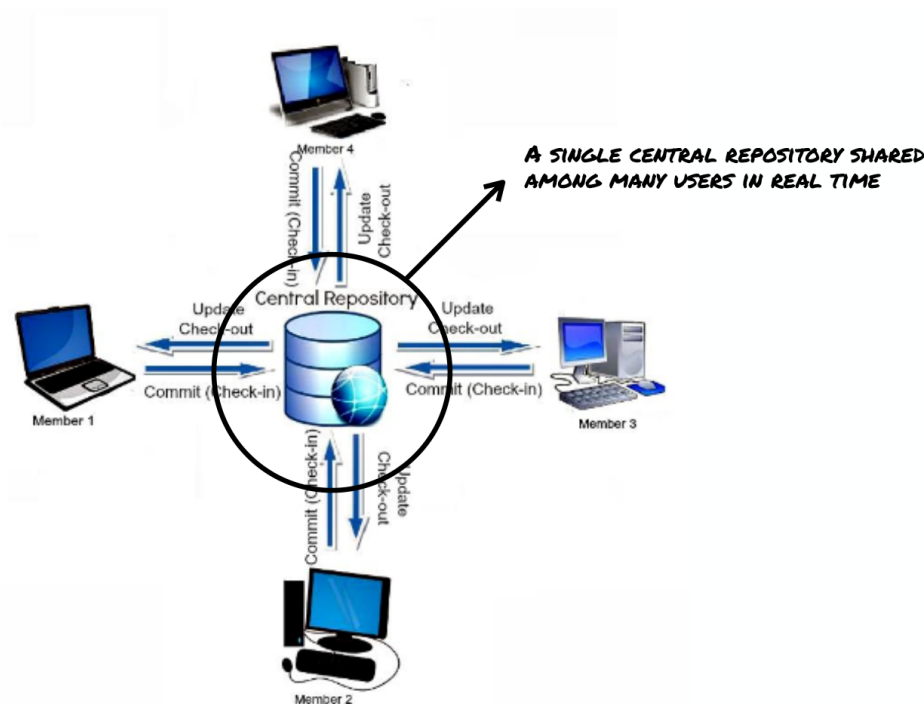 Member 4
A SINGLE CENTRAL REPOSITORY SHARED
AMONG MANY USERS IN REAL TIME
Commit (Check-in)
Update
Check-out
Central Repository
Update
Check-out
Commit (Check-in)
Member 1
Update
Check-out
Commit (Check-in)
Member 3
Commit (Check-in)
Update
Check-out
Member 2